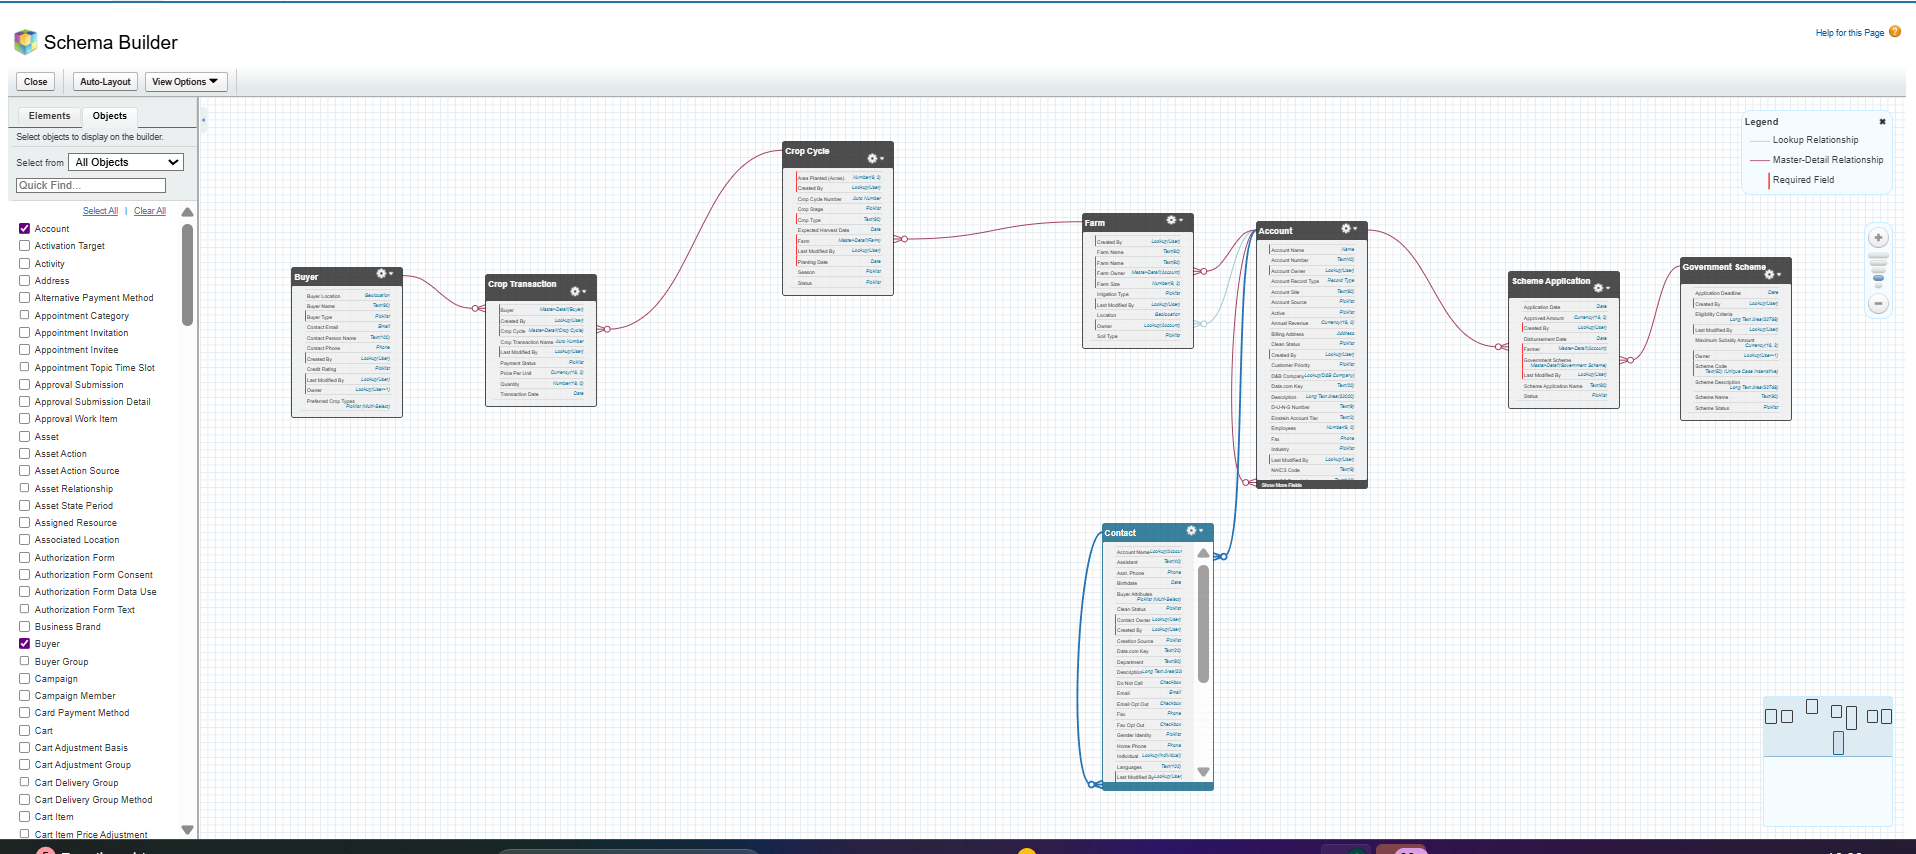 Schema Builder
Help for this Page
Close
Auto-Layout
View Options
Elements
Objects
Select objects to display on the builder.
Select from
All Objects
Quick Find...
Select All | Clear All
Account
Activation Target
Activity
Address
Alternative Payment Method
Appointment Category
Appointment Invitation
Appointment Invitee
Appointment Topic Time Slot
Approval Submission
Approval Submission Detail
Approval Work Item
Asset
Asset Action
Asset Action Source
Asset Relationship
Asset State Period
Assigned Resource
Associated Location
Authorization Form
Authorization Form Consent
Authorization Form Data Use
Authorization Form Text
Business Brand
Buyer
Buyer Group
Campaign
Campaign Member
Card Payment Method
Cart
Cart Adjustment Basis
Cart Adjustment Group
Cart Delivery Group
Cart Delivery Group Method
Cart Item
Cart Item Price Adjustment
Buyer
Buyer Location Geolocation
Buyer Name Text(80)
Buyer Type Picklist
Contact Email Email
Contact Person Name Text(100)
Contact Phone Phone
Created By Lookup(User)
Credit Rating Picklist
Last Modified By Lookup(User)
Owner Lookup(User+1)
Preferred Crop Types
Picklist (Multi-Select)
Crop Transaction
Buyer Master-Detail(Buyer)
Created By Lookup(User)
Crop Cycle Master-Detail(Crop Cycle)
Crop Transaction Name Auto Number
Last Modified By Lookup(User)
Payment Status Picklist
Price Per Unit Currency(16, 2)
Quantity Number(18, 0)
Transaction Date Date
Crop Cycle
Area Planted (Acres)
Created By Lookup(User)
Crop Cycle Number Auto Number
Crop Stage Picklist
Crop Type Text(50)
Expected Harvest Date Date
Farm Master-Detail(Farm)
Last Modified By Lookup(User)
Planting Date Date
Season Picklist
Status Picklist
Farm
Created By Lookup(User)
Farm Name Text(50)
Farm Name Text(80)
Farm Owner Master-Detail(Account)
Farm Size
Irrigation Type Picklist
Last Modified By Lookup(User)
Location Geolocation
Owner Lookup(Account)
Soil Type Picklist
Account
Account Name Name
Account Number Text(40)
Account Owner Lookup(User)
Account Record Type Record Type
Account Site Text(80)
Account Source Picklist
Active Picklist
Annual Revenue Currency(18, 0)
Billing Address Address
Clean Status Picklist
Created By Lookup(User)
Customer Priority Picklist
D&B Company Lookup(D&B Company)
Data.com Key Text(20)
Description Long Text Area(32000)
D-U-N-S Number Text(9)
Einstein Account Tier Text(2)
Employees Number(8, 0)
Fax Phone
Industry Picklist
Last Modified By Lookup(User)
NAICS Code Text(8)
Show More Fields
Contact
Account Name Lookup(Accour
Assistant Text(40)
Asst. Phone Phone
Birthdate Date
Buyer Attributes
Picklist (Multi-Select)
Clean Status Picklist
Contact Owner Lookup(User)
Created By Lookup(User)
Creation Source Picklist
Data.com Key Text(20)
Department Text(80)
Description Long Text Area(32
Do Not Call Checkbox
Email Email
Email Opt Out Checkbox
Fax Phone
Fax Opt Out Checkbox
Gender Identity Picklist
Home Phone Phone
Individual Lookup(Individual)
Languages Text(100)
Last Modified By Lookup(User)
Scheme Application
Application Date Date
Approved Amount Currency(16, 2)
Created By Lookup(User)
Disbursement Date Date
Farmer Master-Detail(Account)
Government Scheme
Master-Detail(Government Scheme)
Last Modified By Lookup(User)
Scheme Application Name Text(80)
Status Picklist
Government Scheme
Application Deadline Date
Created By Lookup(User)
Eligibility Criteria
Long Text Area(32768)
Last Modified By Lookup(User)
Maximum Subsidy Amount
Currency(16, 2)
Owner Lookup(User+1)
Scheme Code
Text(50) (Unique Case Insensitive)
Scheme Description
Long Text Area(32768)
Scheme Name Text(80)
Scheme Status Picklist
Legend
Lookup Relationship
Master-Detail Relationship
Required Field